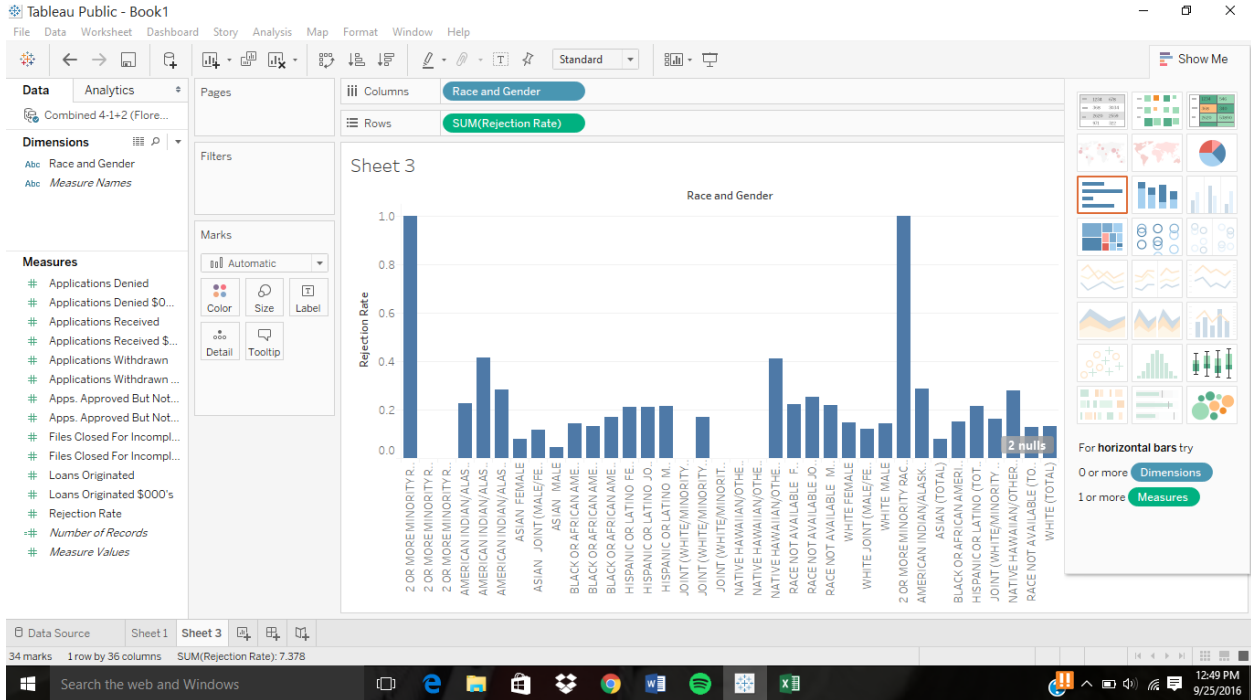 Tableau Public - Book1
File Data Worksheet Dashboard Story Analysis Map Format Window Help
Standard
Show Me
Data Analytics
Combined 4-1+2 (Flore...
Dimensions
Abc Race and Gender
Abc Measure Names
Measures
# Applications Denied
# Applications Denied $0...
# Applications Received
# Applications Received $...
# Applications Withdrawn
# Applications Withdrawn ...
# Apps. Approved But Not...
# Apps. Approved But Not...
# Files Closed For Incompl...
# Files Closed For Incompl...
# Loans Originated
# Loans Originated $000's
# Rejection Rate
=# Number of Records
# Measure Values
Pages
Filters
Marks
Automatic
Color Size Label
Detail Tooltip
iii Columns Race and Gender
Rows SUM(Rejection Rate)
Sheet 3
Race and Gender
Rejection Rate
1.0
0.8
0.6
0.4
0.2
0.0
2 nulls
2 OR MORE MINORITY R..
2 OR MORE MINORITY R..
2 OR MORE MINORITY R..
AMERICAN INDIAN/ALAS..
AMERICAN INDIAN/ALAS..
AMERICAN INDIAN/ALAS..
ASIAN FEMALE
ASIAN JOINT (MALE/FE..
ASIAN MALE
BLACK OR AFRICAN AME..
BLACK OR AFRICAN AME..
BLACK OR AFRICAN AME..
HISPANIC OR LATINO FE..
HISPANIC OR LATINO JO..
HISPANIC OR LATINO M..
JOINT (WHITE/MINORITY..
JOINT (WHITE/MINORITY..
JOINT (WHITE/MINORIT..
NATIVE HAWAIIAN/OTHE..
NATIVE HAWAIIAN/OTHE..
NATIVE HAWAIIAN/OTHE..
RACE NOT AVAILABLE F..
RACE NOT AVAILABLE JO..
RACE NOT AVAILABLE M..
WHITE FEMALE
WHITE JOINT (MALE/FE..
WHITE MALE
2 OR MORE MINORITY RAC..
AMERICAN INDIAN/ALASK..
ASIAN (TOTAL)
BLACK OR AFRICAN AMERI..
HISPANIC OR LATINO (TOT..
JOINT (WHITE/MINORITY ..
NATIVE HAWAIIAN/OTHER..
RACE NOT AVAILABLE (TO..
WHITE (TOTAL)
For horizontal bars try
0 or more Dimensions
1 or more Measures
Data Source Sheet 1 Sheet 3
34 marks 1 row by 36 columns SUM(Rejection Rate): 7.378
Search the web and Windows
12:49 PM
9/25/2016